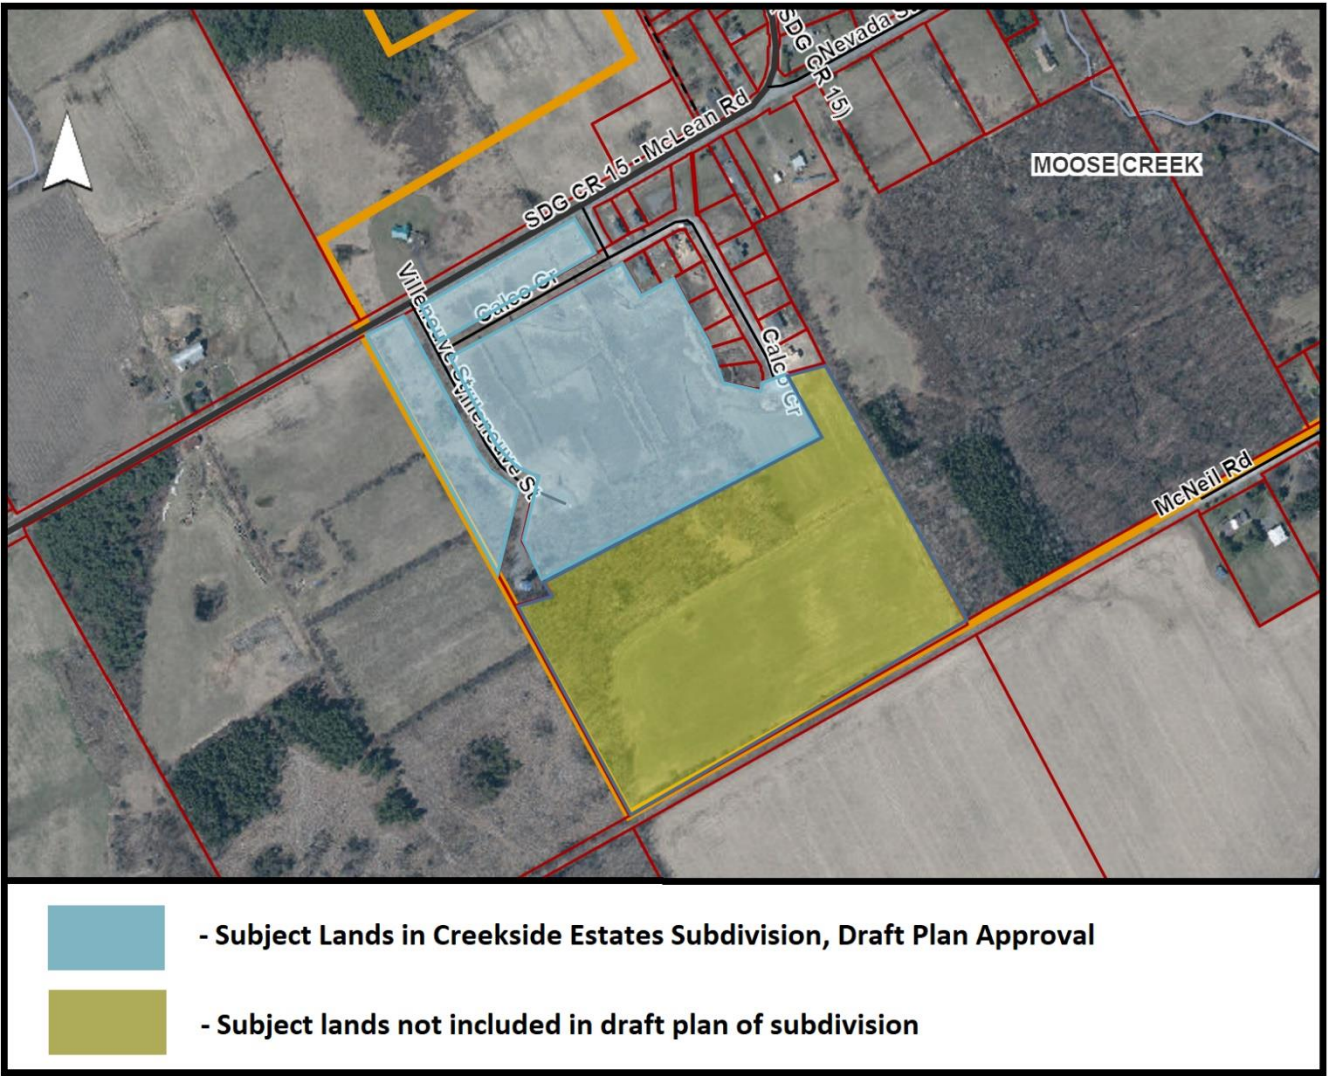 SDG CR 15)
Nevada S
SDG CR 15 - McLean Rd
MOOSE CREEK
Villeneuve St
Calco Cr
Villeneuve St
Calco Cr
McNeil Rd
- Subject Lands in Creekside Estates Subdivision, Draft Plan Approval
- Subject lands not included in draft plan of subdivision